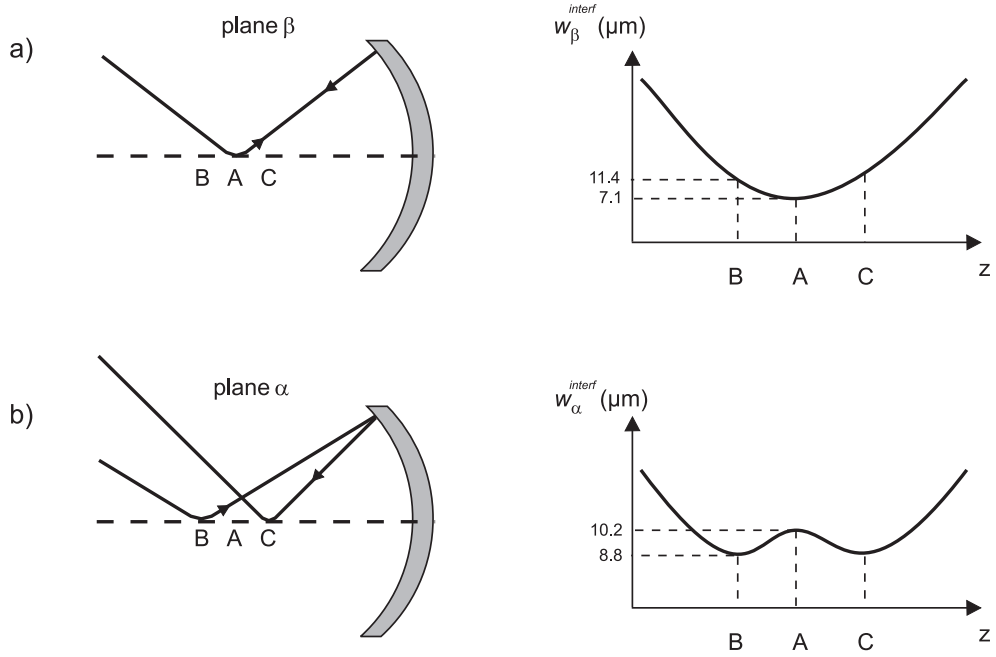 a)
plane β
B A C
w_β^interf (µm)
11.4
7.1
B A C
z
b)
plane α
B A C
w_α^interf (µm)
10.2
8.8
B A C
z